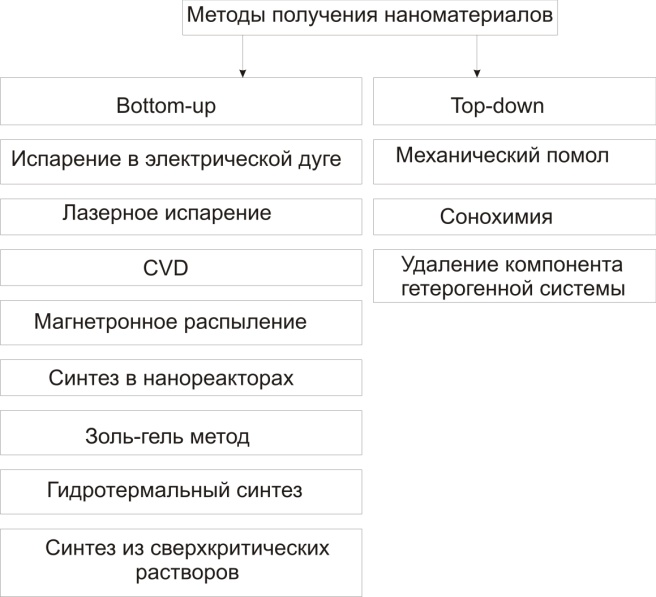 Методы получения наноматериалов
Bottom-up
Top-down
Испарение в электрической дуге
Механический помол
Лазерное испарение
Сонохимия
CVD
Удаление компонента
гетерогенной системы
Магнетронное распыление
Синтез в нанореакторах
Золь-гель метод
Гидротермальный синтез
Синтез из сверхкритических
растворов